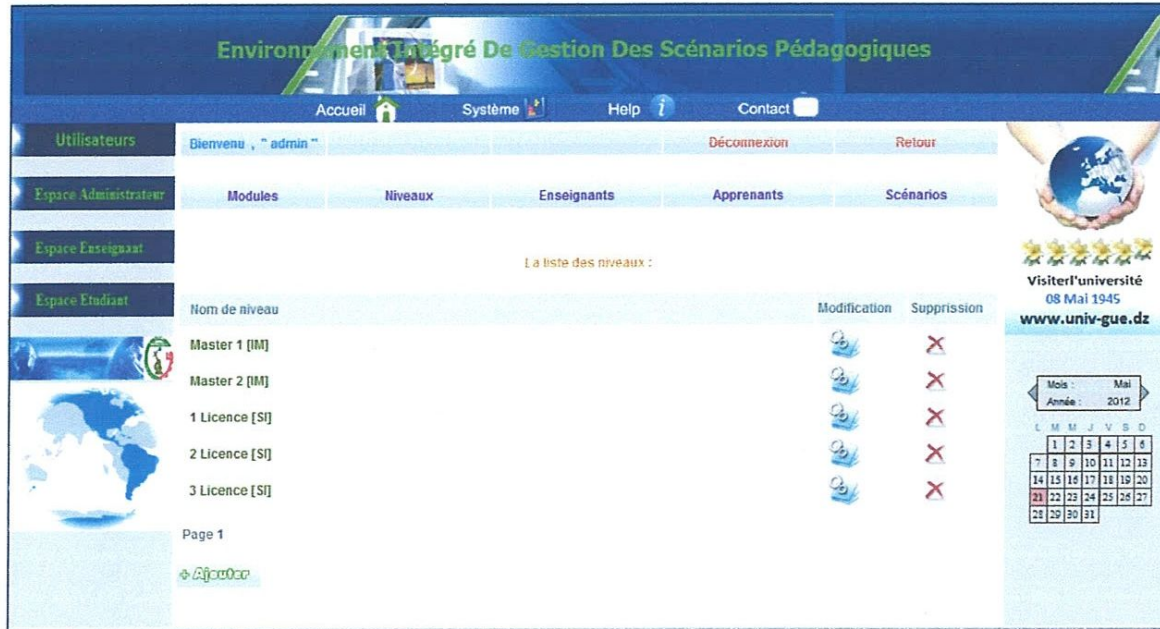 Environnement Intégré De Gestion Des Scénarios Pédagogiques
Accueil Système Help i Contact
Utilisateurs
Espace Administrateur
Espace Enseignant
Espace Etudiant
Bienvenu , " admin " Déconnexion Retour
Modules Niveaux Enseignants Apprenants Scénarios
La liste des niveaux :
Nom de niveau Modification Suppression
Master 1 [IM]
Master 2 [IM]
1 Licence [SI]
2 Licence [SI]
3 Licence [SI]
Page 1
+ Ajouter
Visiterl'université
08 Mai 1945
www.univ-gue.dz
Mois : Mai
Année : 2012
L M M J V S D
1 2 3 4 5 6
7 8 9 10 11 12 13
14 15 16 17 18 19 20
21 22 23 24 25 26 27
28 29 30 31